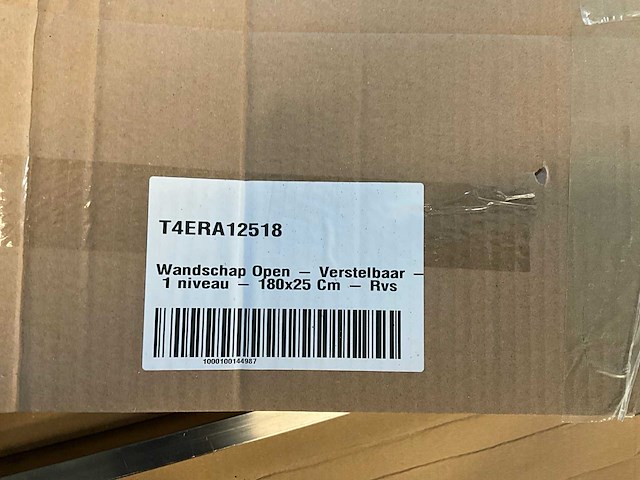 T4ERA12518
Wandschap Open – Verstelbaar –
1 niveau – 180x25 Cm – Rvs
1000100144987